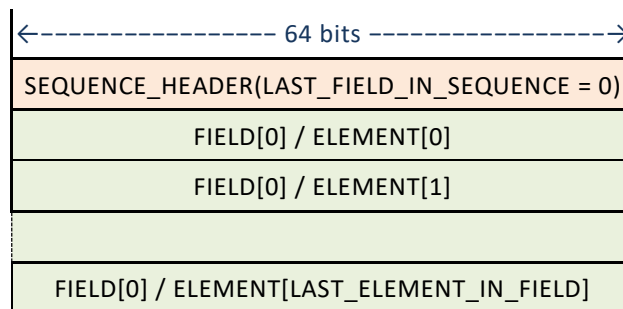 ←------------------ 64 bits ------------------→
SEQUENCE_HEADER(LAST_FIELD_IN_SEQUENCE = 0)
FIELD[0] / ELEMENT[0]
FIELD[0] / ELEMENT[1]
FIELD[0] / ELEMENT[LAST_ELEMENT_IN_FIELD]